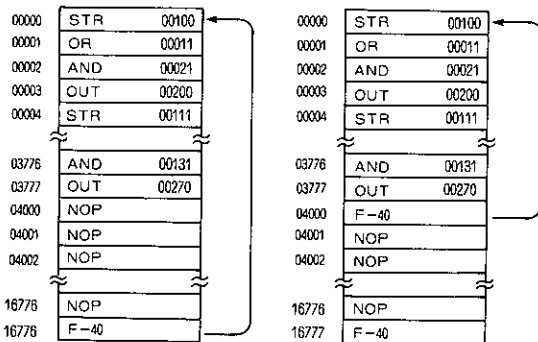 00000 STR 00100
00001 OR 00011
00002 AND 00021
00003 OUT 00200
00004 STR 00111
03776 AND 00131
03777 OUT 00270
04000 NOP
04001 NOP
04002 NOP
16776 NOP
16776 F-40
00000 STR 00100
00001 OR 00011
00002 AND 00021
00003 OUT 00200
00004 STR 00111
03776 AND 00131
03777 OUT 00270
04000 F-40
04001 NOP
04002 NOP
16776 NOP
16777 F-40